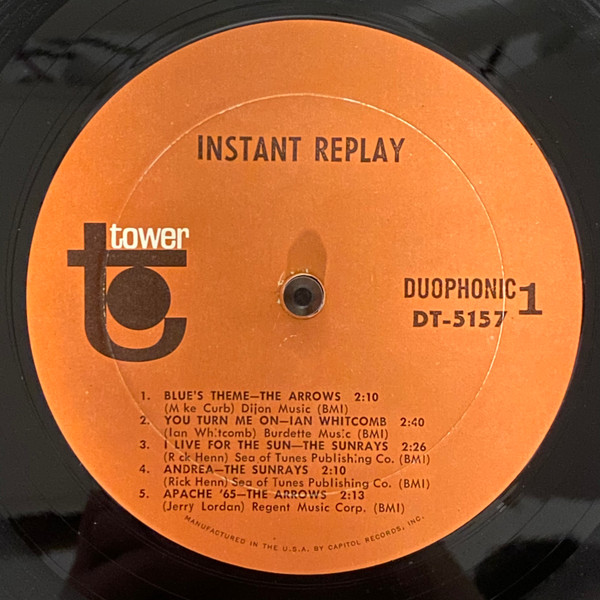 INSTANT REPLAY
tower
DUOPHONIC 1
DT-5157
1. BLUE'S THEME—THE ARROWS 2:10
(Mike Curb) Dijon Music (BMI)
2. YOU TURN ME ON—IAN WHITCOMB 2:40
(Ian Whitcomb) Burdette Music (BMI)
3. I LIVE FOR THE SUN—THE SUNRAYS 2:26
(Rick Henn) Sea of Tunes Publishing Co. (BMI)
4. ANDREA—THE SUNRAYS 2:10
(Rick Henn) Sea of Tunes Publishing Co. (BMI)
5. APACHE '65—THE ARROWS 2:13
(Jerry Lordan) Regent Music Corp. (BMI)
MANUFACTURED IN THE U.S.A. BY CAPITOL RECORDS, INC.